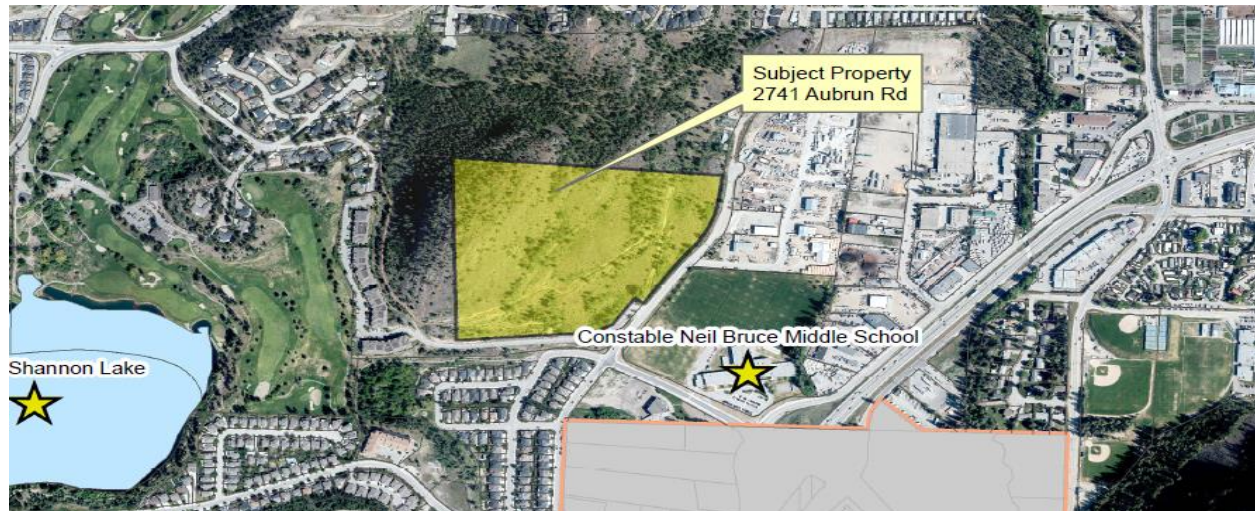 Subject Property
2741 Aubrun Rd
Constable Neil Bruce Middle School
Shannon Lake